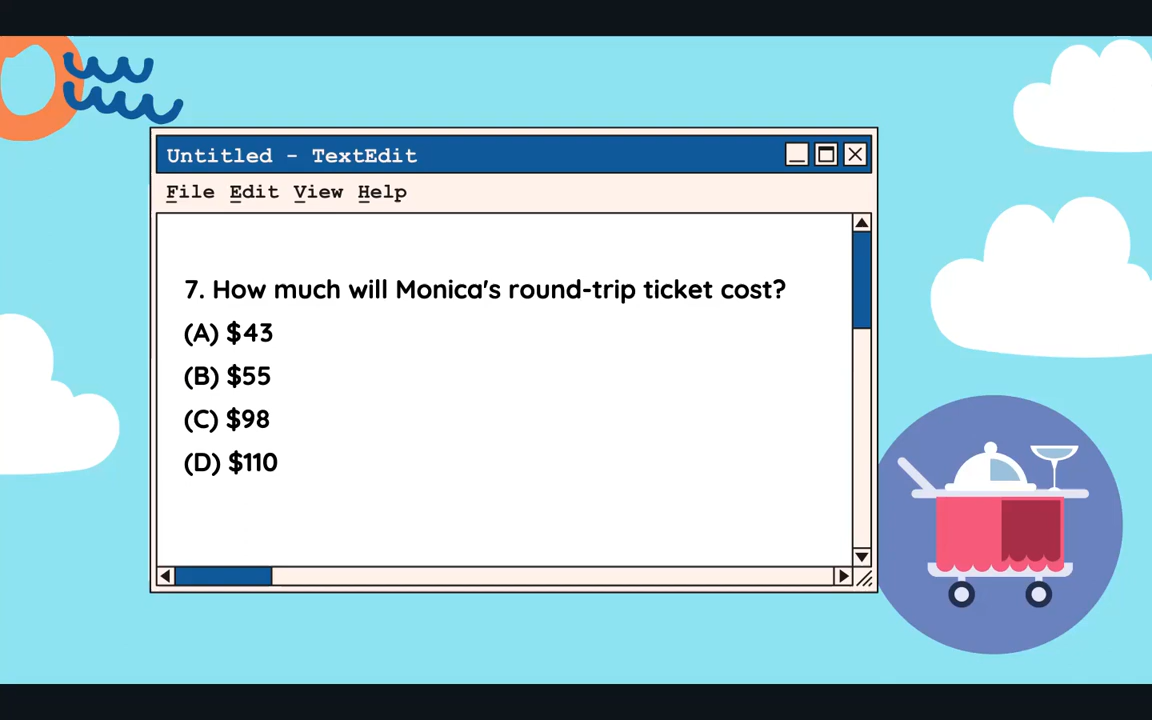 Untitled - TextEdit
File Edit View Help
7. How much will Monica's round-trip ticket cost?
(A) $43
(B) $55
(C) $98
(D) $110